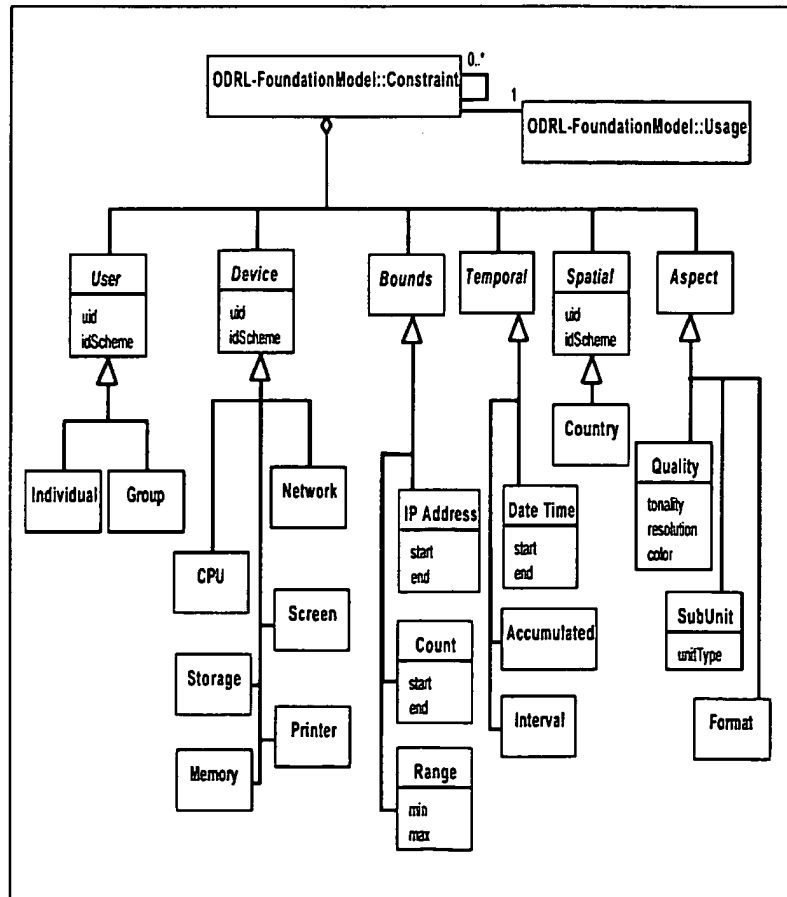 0..*
ODRL-FoundationModel::Constraint
1
ODRL-FoundationModel::Usage
User
uid
idScheme
Device
uid
idScheme
Bounds
Temporal
Spatial
uid
idScheme
Aspect
Individual
Group
Network
CPU
Screen
Storage
Printer
Memory
IP Address
start
end
Count
start
end
Range
min
max
Date Time
start
end
Accumulated
Interval
Country
Quality
tonality
resolution
color
SubUnit
unitType
Format